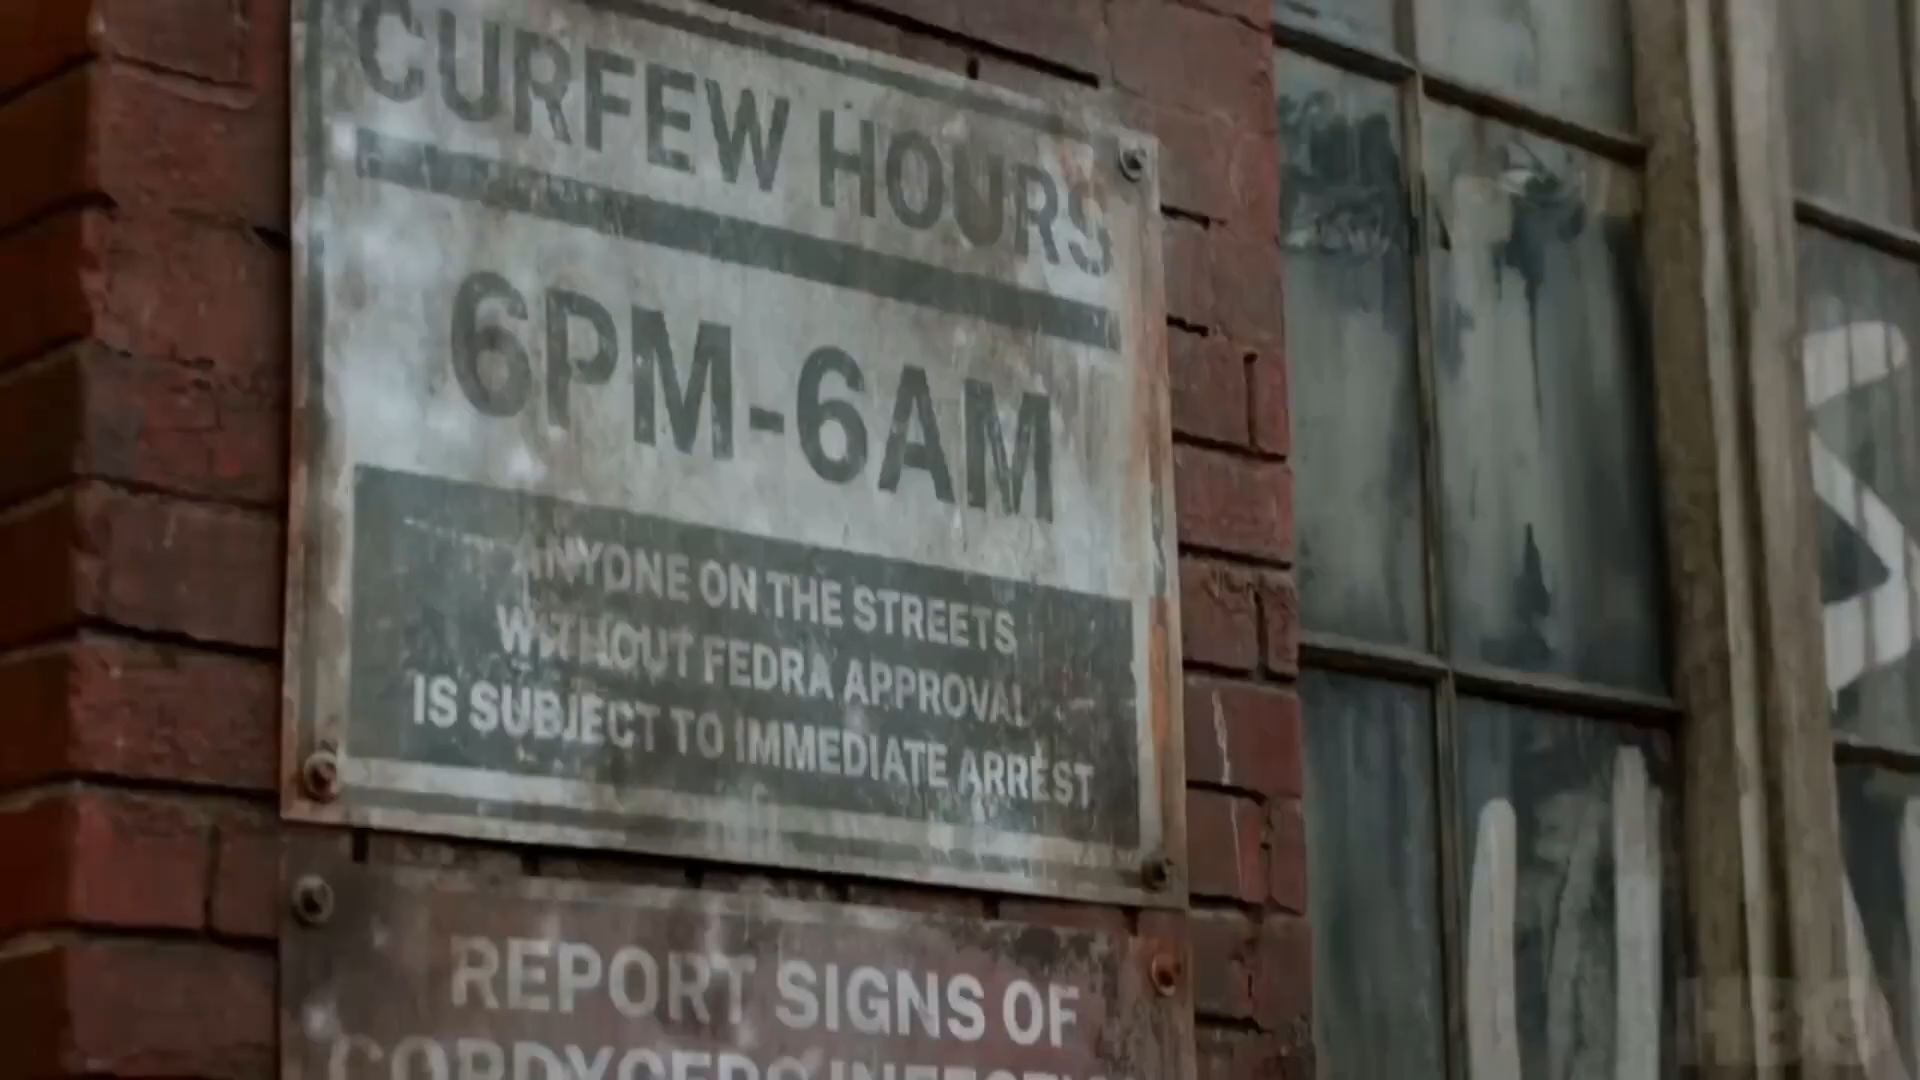 CURFEW HOURS
6PM-6AM
ANYONE ON THE STREETS
WITHOUT FEDRA APPROVAL
IS SUBJECT TO IMMEDIATE ARREST
REPORT SIGNS OF
CORDYCEPS